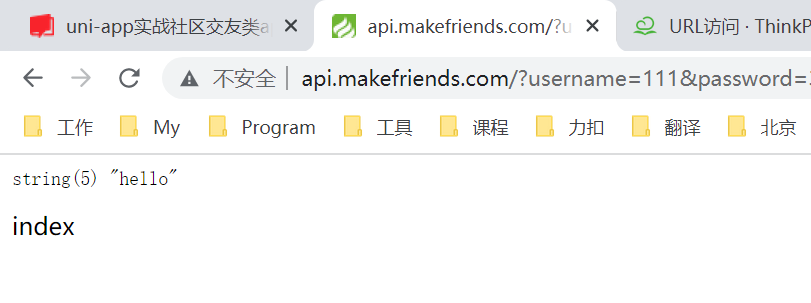 uni-app实战社区交友类a
api.makefriends.com/?u
URL访问 · ThinkP
不安全 api.makefriends.com/?username=111&password=
工作 My Program 工具 课程 力扣 翻译 北京
string(5) "hello"
index